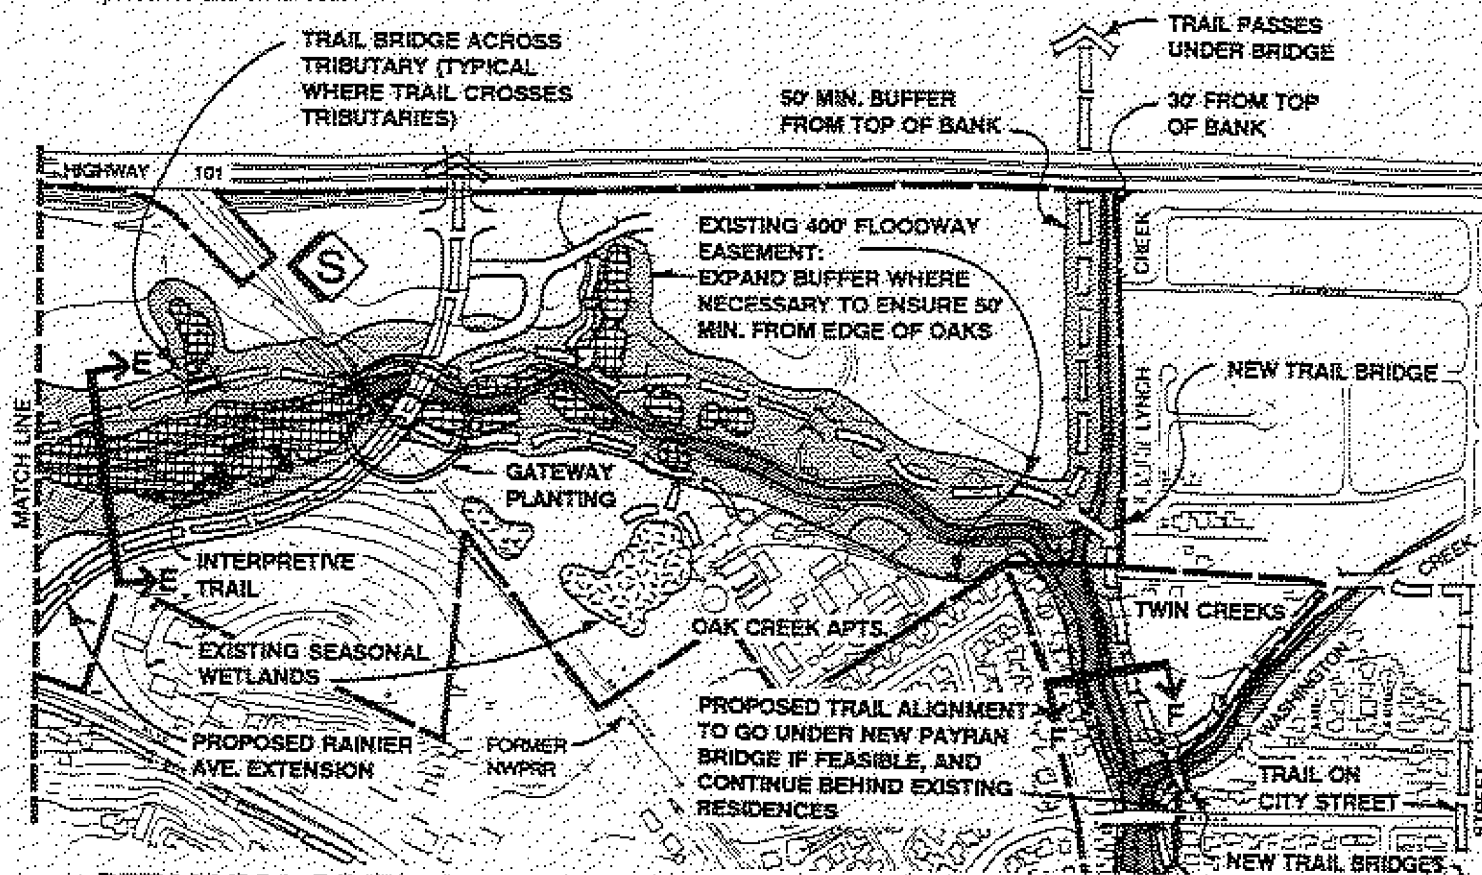 TRAIL BRIDGE ACROSS
TRIBUTARY (TYPICAL
WHERE TRAIL CROSSES
TRIBUTARIES)
50' MIN. BUFFER
FROM TOP OF BANK
TRAIL PASSES
UNDER BRIDGE
30' FROM TOP
OF BANK
HIGHWAY 101
S
EXISTING 400' FLOODWAY
EASEMENT:
EXPAND BUFFER WHERE
NECESSARY TO ENSURE 50'
MIN. FROM EDGE OF OAKS
CREEK
LYNCH
NEW TRAIL BRIDGE
E
MATCH LINE
GATEWAY
PLANTING
INTERPRETIVE
TRAIL
E
EXISTING SEASONAL
WETLANDS
OAK CREEK APTS.
TWIN CREEKS
WASHINGTON
CREEK
PROPOSED RAINIER
AVE. EXTENSION
FORMER
NWPRR
PROPOSED TRAIL ALIGNMENT
TO GO UNDER NEW PAYRAN
BRIDGE IF FEASIBLE, AND
CONTINUE BEHIND EXISTING
RESIDENCES
TRAIL ON
CITY STREET
NEW TRAIL BRIDGES